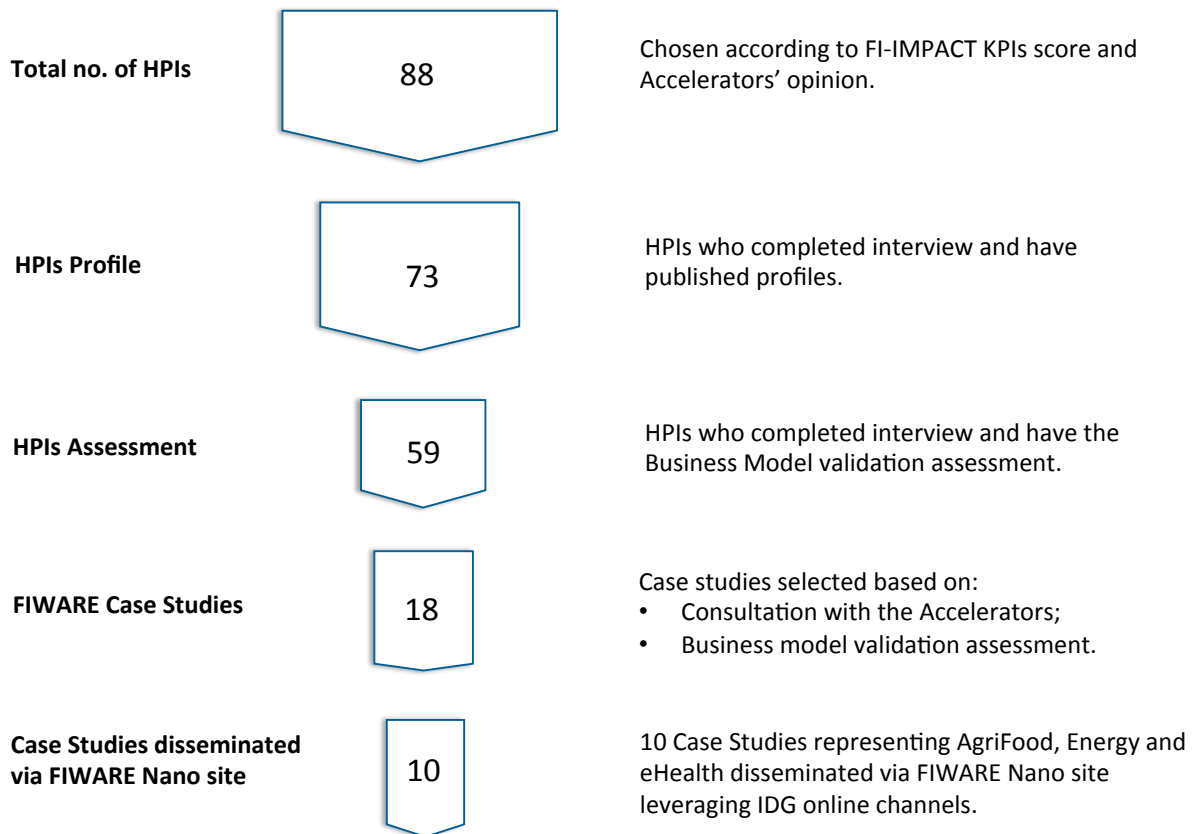 Total no. of HPIs
88
Chosen according to FI-IMPACT KPIs score and
Accelerators’ opinion.
HPIs Profile
73
HPIs who completed interview and have
published profiles.
HPIs Assessment
59
HPIs who completed interview and have the
Business Model validation assessment.
FIWARE Case Studies
18
Case studies selected based on:
• Consultation with the Accelerators;
• Business model validation assessment.
Case Studies disseminated
via FIWARE Nano site
10
10 Case Studies representing AgriFood, Energy and
eHealth disseminated via FIWARE Nano site
leveraging IDG online channels.